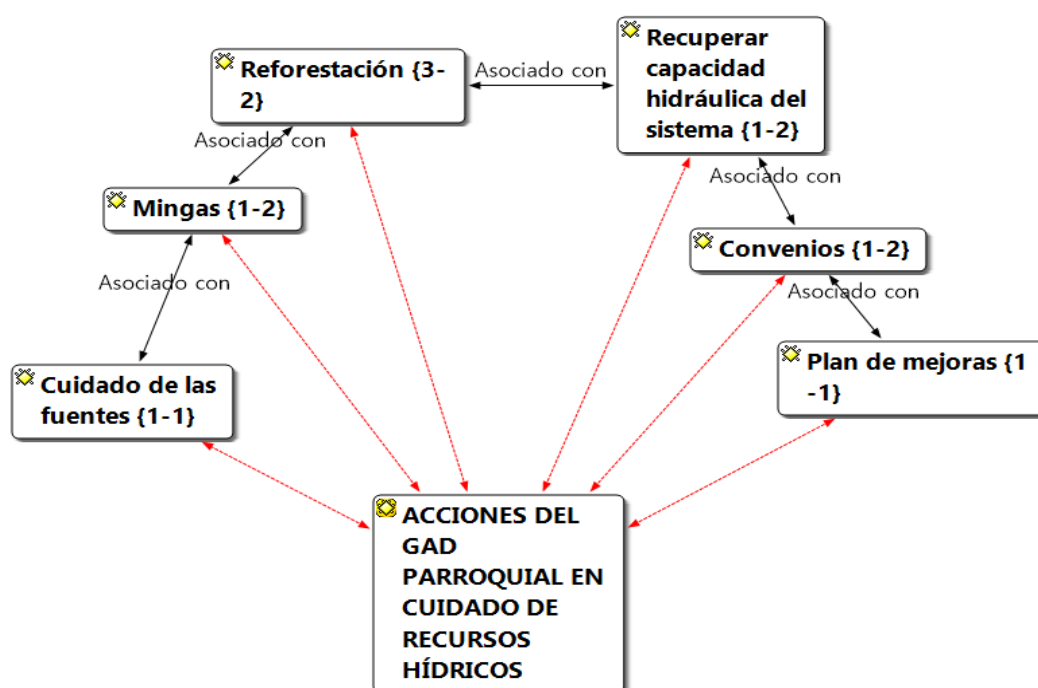 Recuperar
capacidad
hidráulica del
sistema {1-2}
Reforestación {3-
2}
Asociado con
Asociado con
Asociado con
Mingas {1-2}
Convenios {1-2}
Asociado con
Asociado con
Plan de mejoras {1
-1}
Cuidado de las
fuentes {1-1}
ACCIONES DEL
GAD
PARROQUIAL EN
CUIDADO DE
RECURSOS
HÍDRICOS